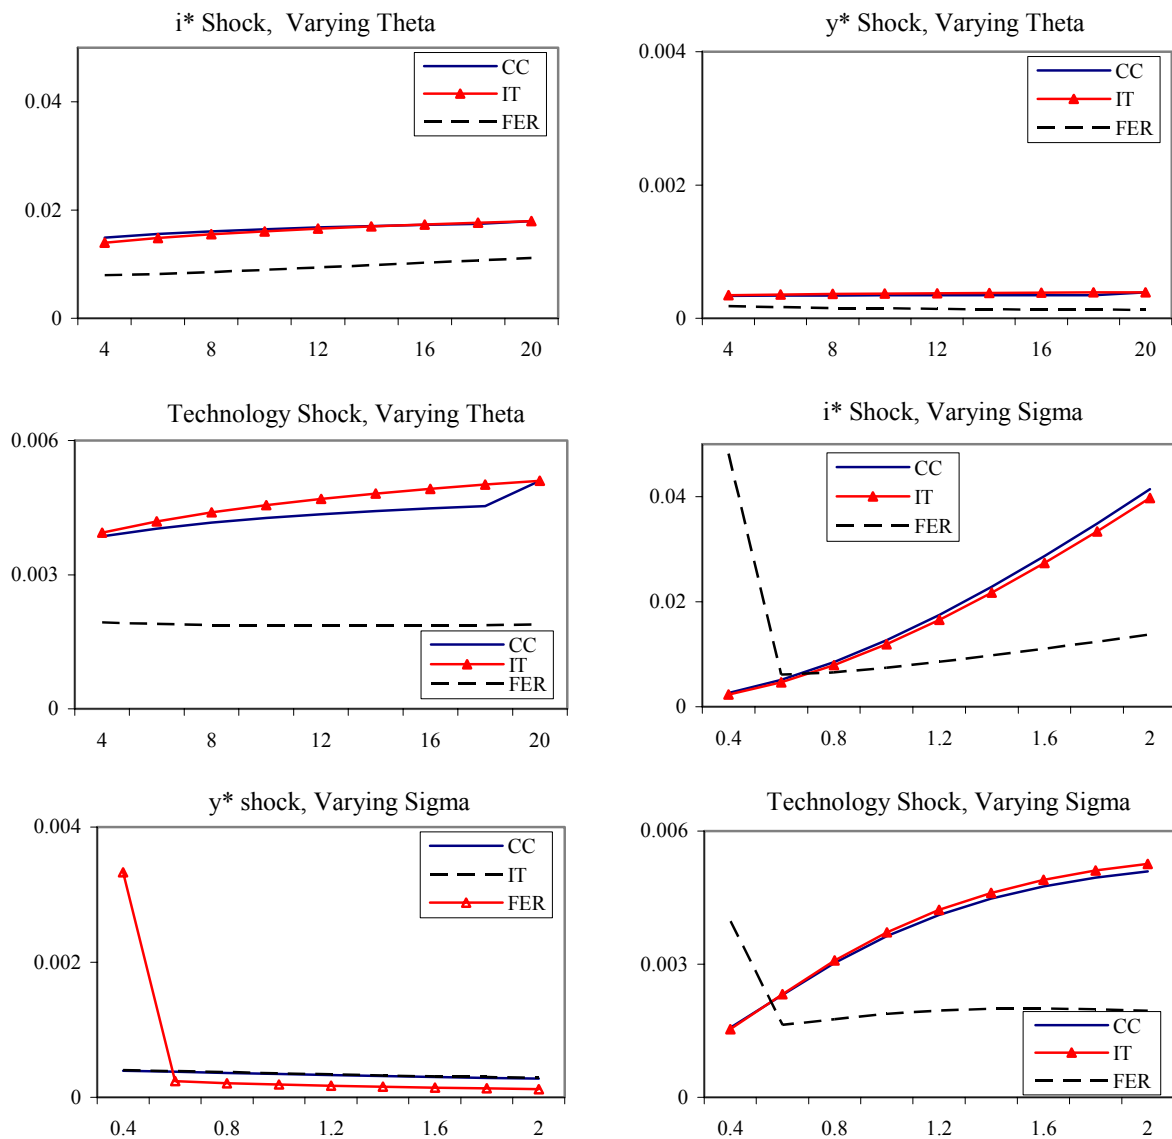 i* Shock, Varying Theta
0.04
0.02
0
CC
IT
FER
4 8 12 16 20
y* Shock, Varying Theta
0.004
0.002
0
CC
IT
FER
4 8 12 16 20
Technology Shock, Varying Theta
0.006
0.003
0
CC
IT
FER
4 8 12 16 20
i* Shock, Varying Sigma
0.04
0.02
0
CC
IT
FER
0.4 0.8 1.2 1.6 2
y* shock, Varying Sigma
0.004
0.002
0
CC
IT
FER
0.4 0.8 1.2 1.6 2
Technology Shock, Varying Sigma
0.006
0.003
0
CC
IT
FER
0.4 0.8 1.2 1.6 2